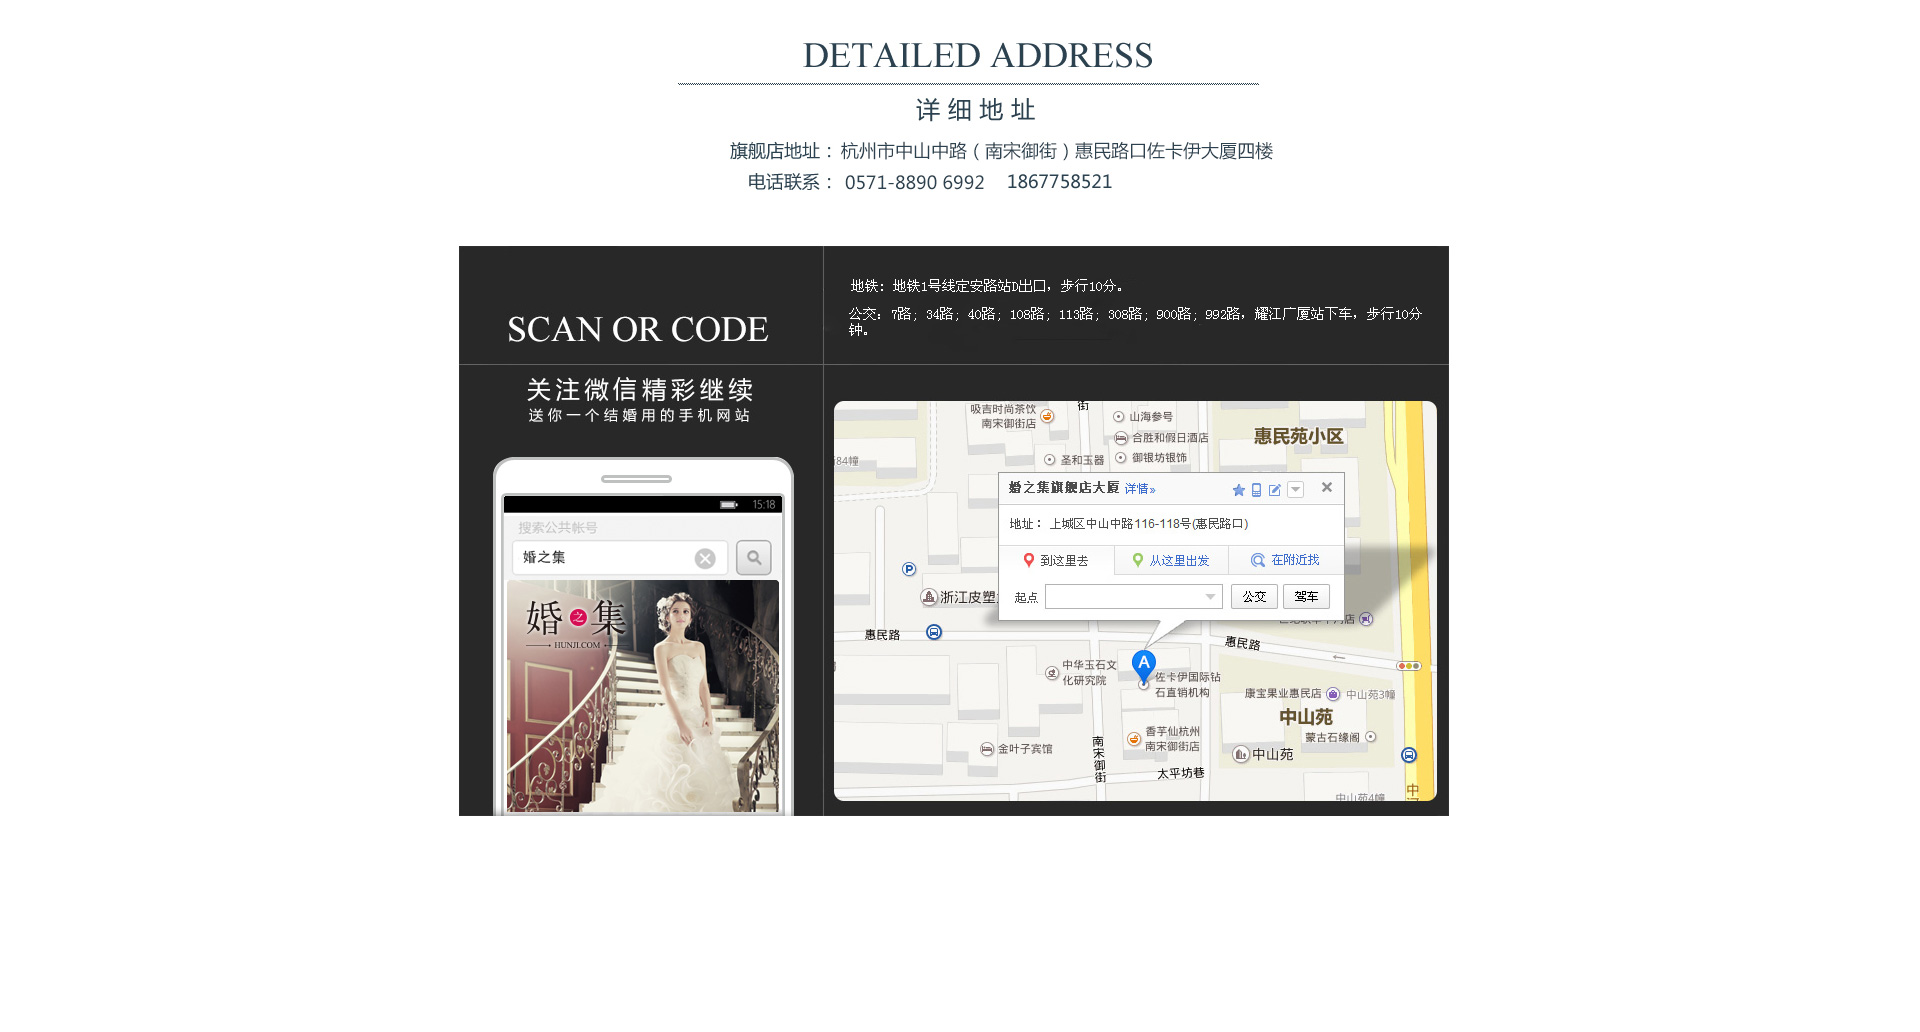 DETAILED ADDRESS
详细地址
旗舰店地址： 杭州市中山中路（南宋御街）惠民路口佐卡伊大厦四楼
电话联系： 0571-8890 6992 1867758521
SCAN OR CODE
关注微信精彩继续
送你一个结婚用的手机网站
15:18
搜索公共帐号
婚之集
婚之集
HUNJI.COM
地铁：地铁1号线定安路站D出口，步行10分。
公交：7路；34路；40路；108路；113路；308路；900路；992路，耀江广厦站下车，步行10分
钟。
吸吉时尚茶饮
南宋御街店
街
山海参号
合胜和假日酒店
圣和玉器
御银坊银饰
惠民苑小区
84幢
婚之集旗舰店大厦 详情»
地址： 上城区中山中路116-118号(惠民路口)
到这里去 从这里出发 在附近找
起点 公交 驾车
P
浙江皮塑
惠民路
惠民路
A
中华玉石文
化研究院
佐卡伊国际钻
石直销机构
康宝果业惠民店
中山苑3幢
中山苑
蒙古石缘阁
中山苑
香芋仙杭州
南宋御街店
金叶子宾馆
南宋御街
太平坊巷
中山苑4幢
中